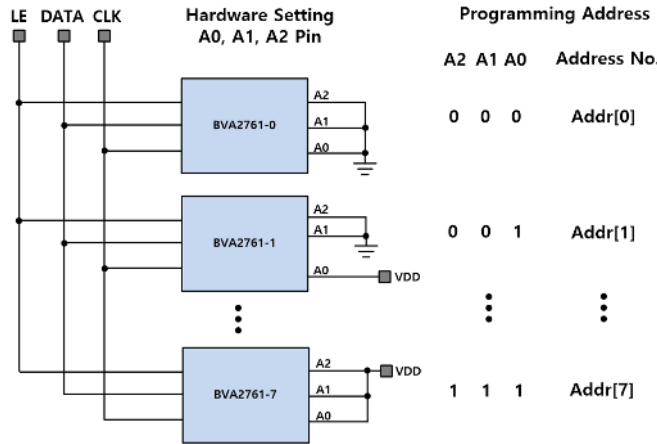 LE DATA CLK
Hardware Setting
A0, A1, A2 Pin
Programming Address
A2 A1 A0 Address No.
A2
A1
A0
BVA2761-0
0 0 0 Addr[0]
A2
A1
A0
BVA2761-1
VDD
0 0 1 Addr[1]
A2
A1
A0
BVA2761-7
VDD
1 1 1 Addr[7]